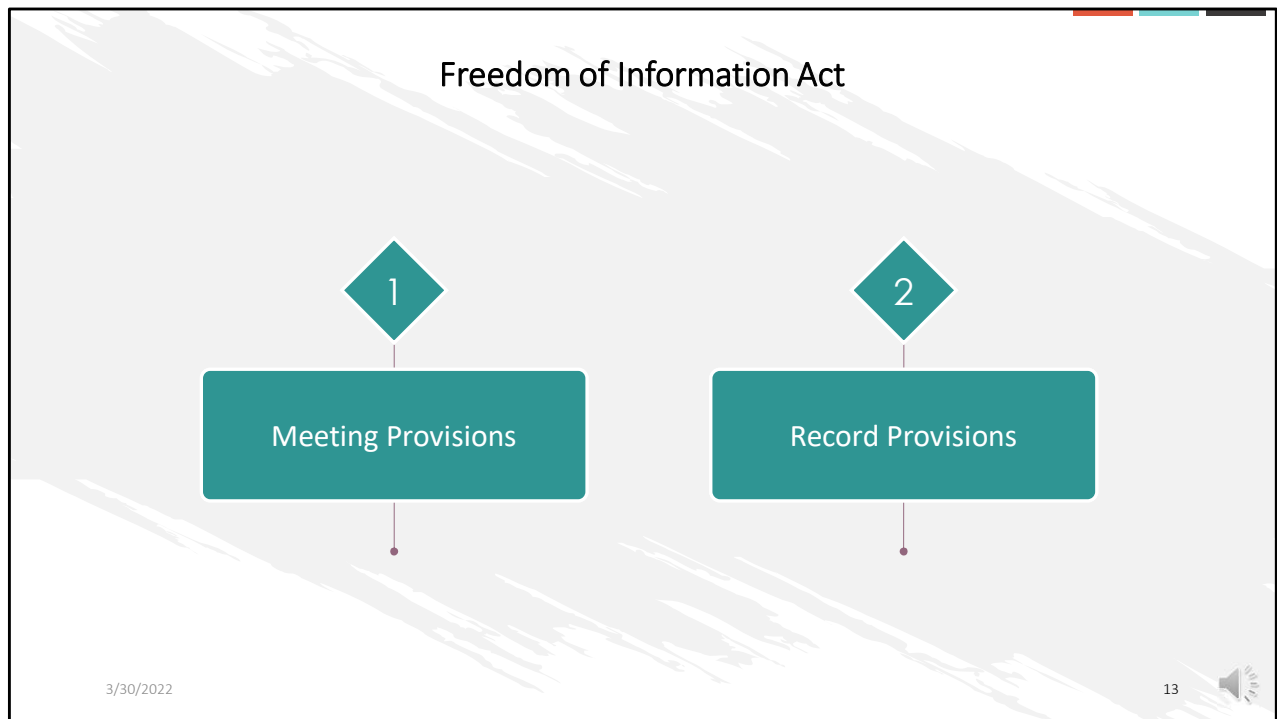 Freedom of Information Act
1
2
Meeting Provisions
Record Provisions
3/30/2022
13